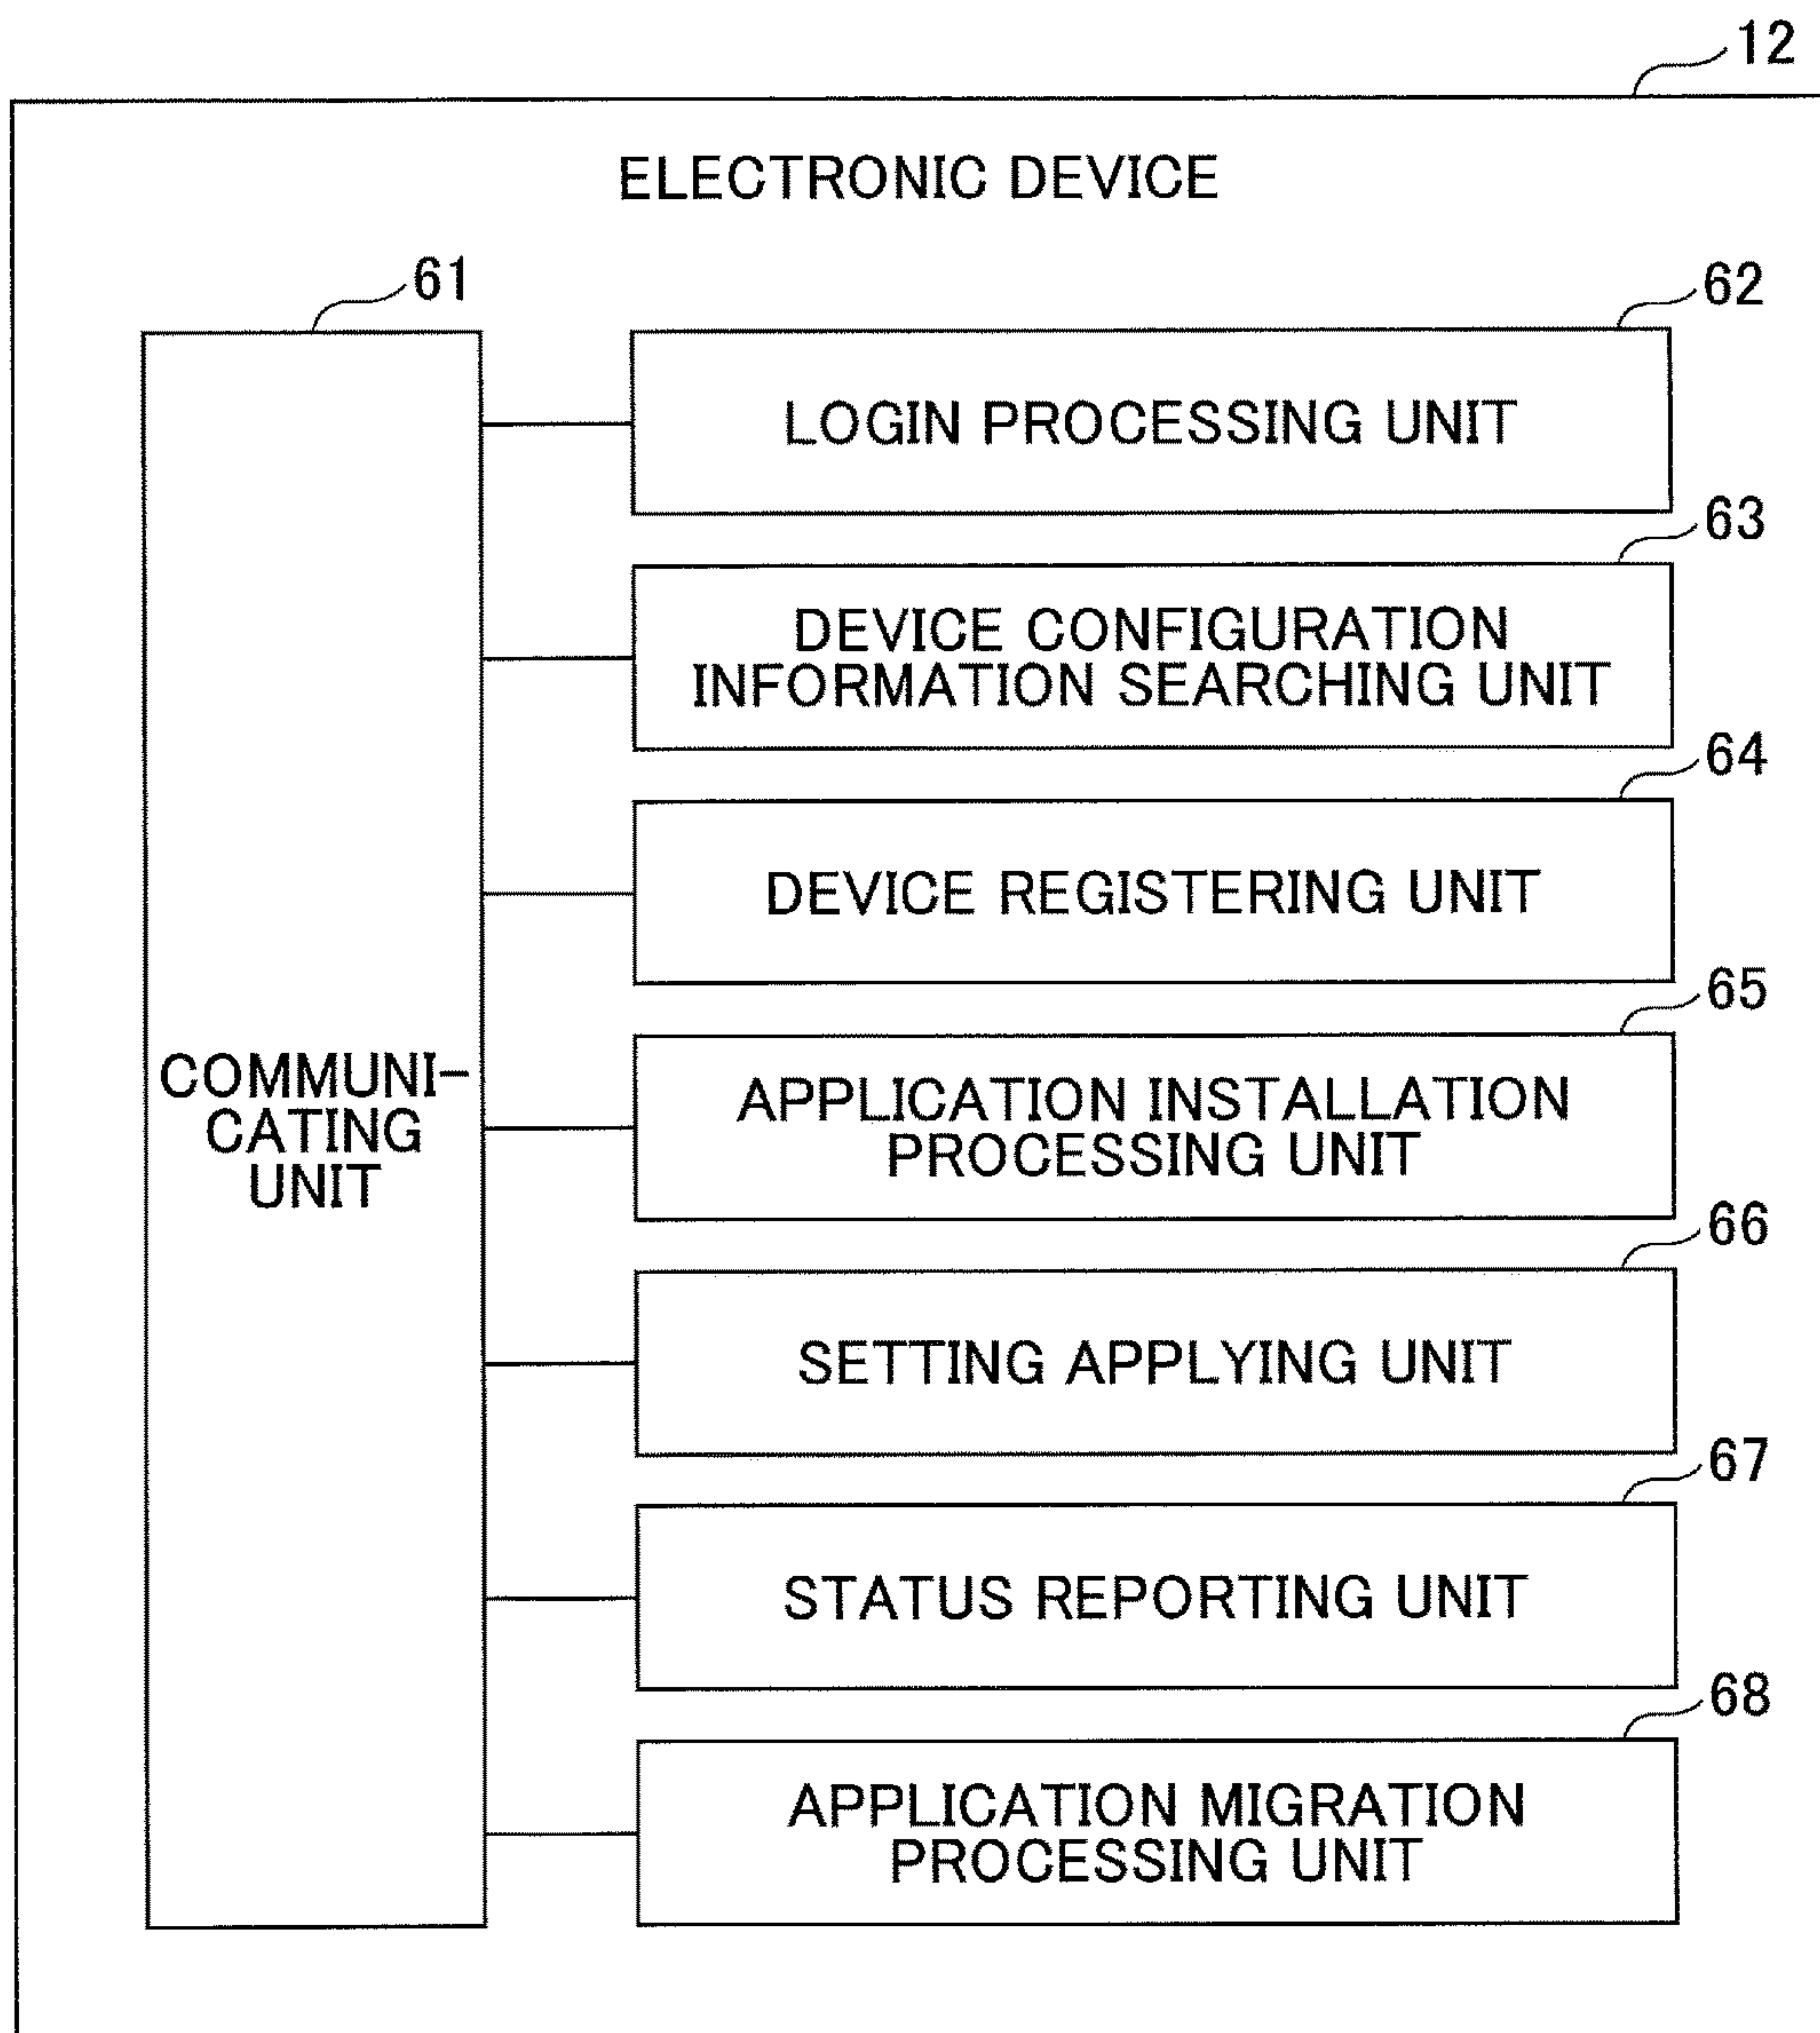 12
ELECTRONIC DEVICE
61
COMMUNI-
CATING
UNIT
62
LOGIN PROCESSING UNIT
63
DEVICE CONFIGURATION
INFORMATION SEARCHING UNIT
64
DEVICE REGISTERING UNIT
65
APPLICATION INSTALLATION
PROCESSING UNIT
66
SETTING APPLYING UNIT
67
STATUS REPORTING UNIT
68
APPLICATION MIGRATION
PROCESSING UNIT